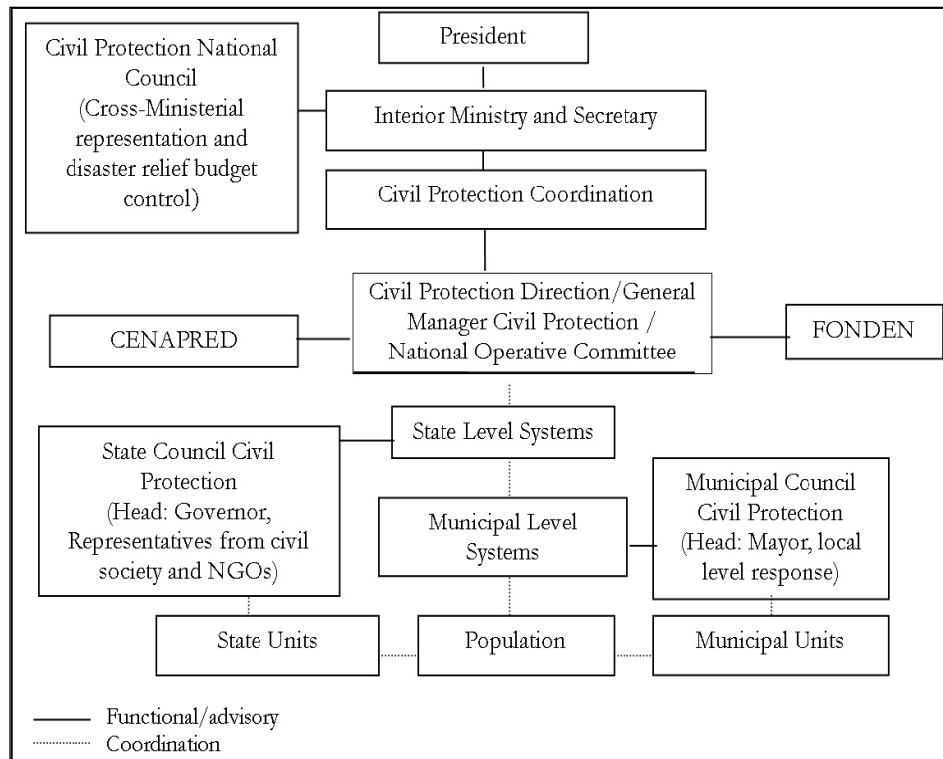 President
Civil Protection National
Council
(Cross-Ministerial
representation and
disaster relief budget
control)
Interior Ministry and Secretary
Civil Protection Coordination
Civil Protection Direction/General
Manager Civil Protection /
National Operative Committee
CENAPRED
FONDEN
State Level Systems
State Council Civil
Protection
(Head: Governor,
Representatives from civil
society and NGOs)
Municipal Level
Systems
Municipal Council
Civil Protection
(Head: Mayor, local
level response)
State Units
Population
Municipal Units
Functional/advisory
Coordination